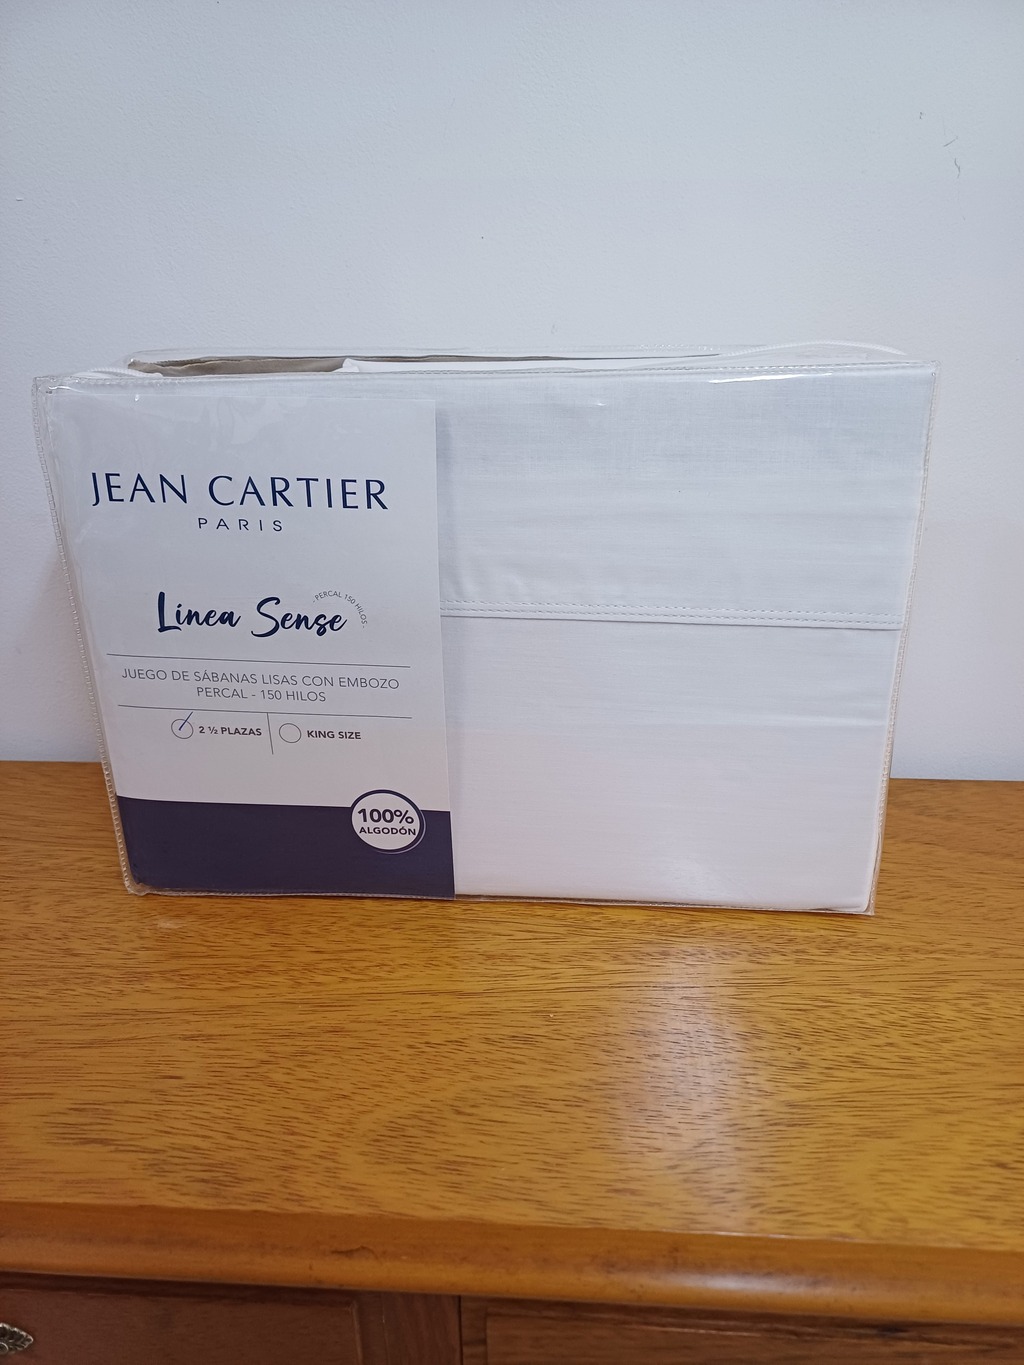 JEAN CARTIER
PARIS
Línea Sense
- PERCAL 150 HILOS -
JUEGO DE SÁBANAS LISAS CON EMBOZO
PERCAL - 150 HILOS
2 ½ PLAZAS
KING SIZE
100%
ALGODÓN